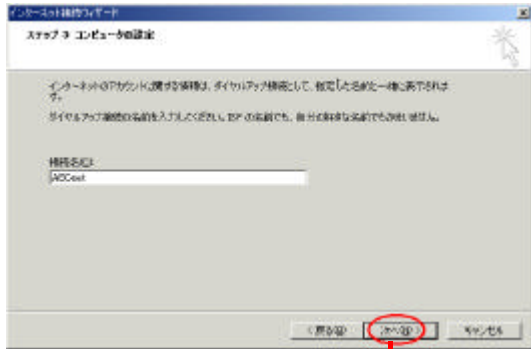 インターネット接続ウィザード
ステップ 3 コンピュータの設定
インターネットのアカウントに関する情報は、ダイヤルアップ接続として、指定した名前と一緒に表示されま
す。
ダイヤルアップ接続の名前を入力してください。ISP の名前でも、自分の好きな名前でもかまいません。
接続名(C):
< 戻る(B)
次へ(N) >
キャンセル